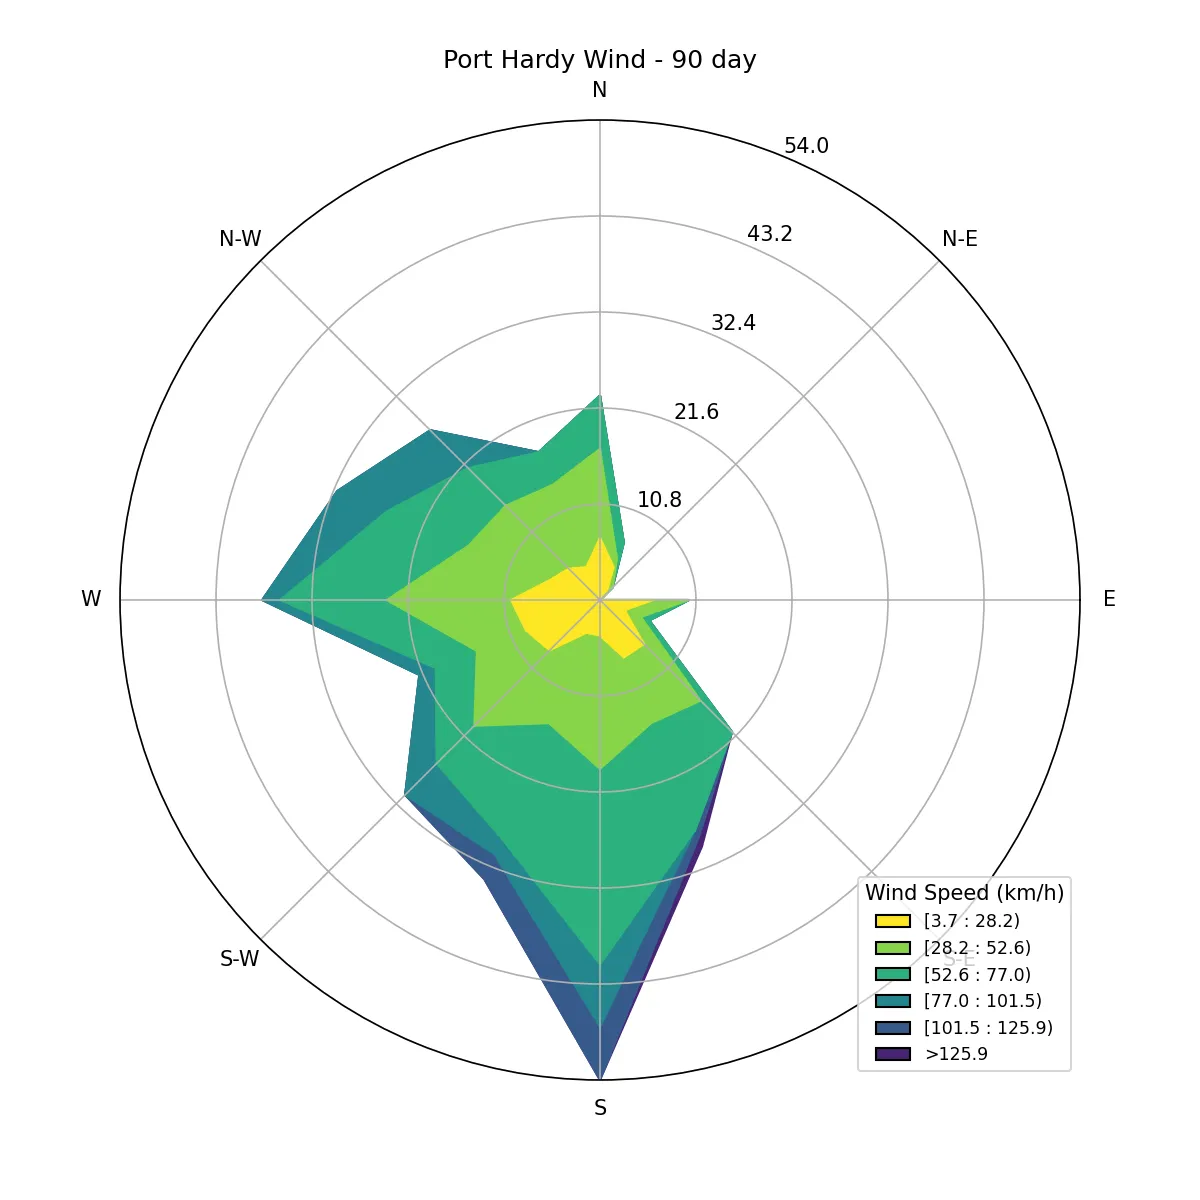 Port Hardy Wind - 90 day
N
54.0
N-W
43.2
N-E
32.4
21.6
10.8
W
E
Wind Speed (km/h)
[3.7 : 28.2)
[28.2 : 52.6)
S-W
S-E
[52.6 : 77.0)
[77.0 : 101.5)
[101.5 : 125.9)
>125.9
S